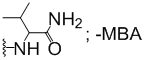 NH₂
NH O ; -MBA